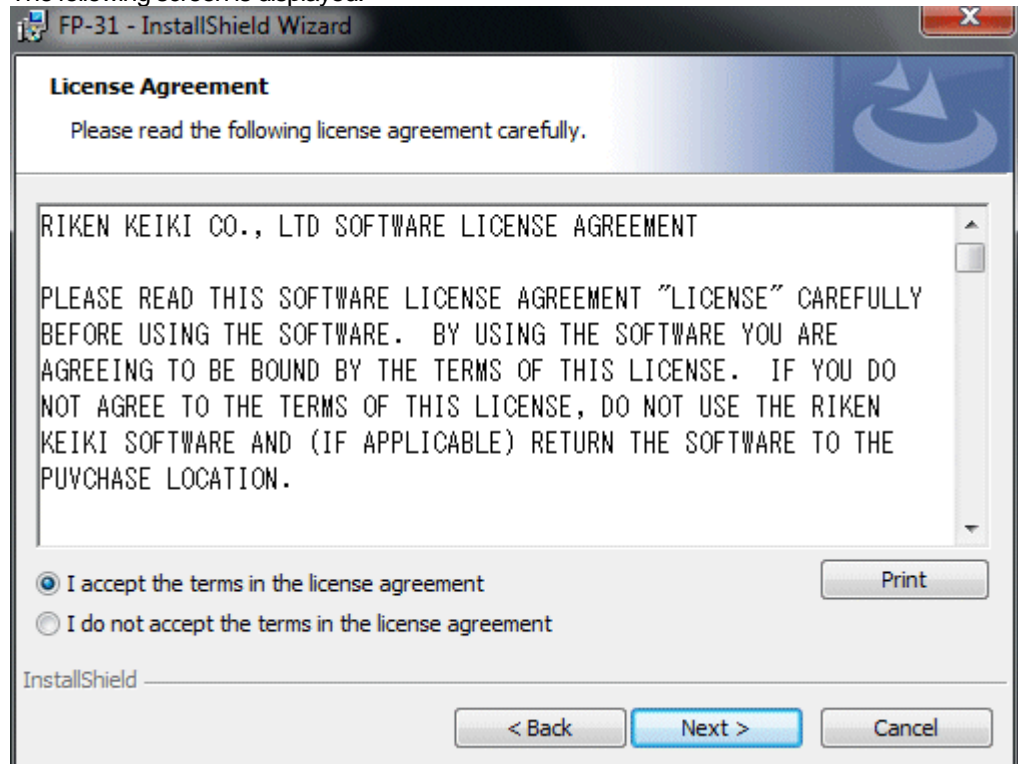 The following screen is displayed.
FP-31 - InstallShield Wizard
License Agreement
Please read the following license agreement carefully.
RIKEN KEIKI CO., LTD SOFTWARE LICENSE AGREEMENT
PLEASE READ THIS SOFTWARE LICENSE AGREEMENT "LICENSE" CAREFULLY
BEFORE USING THE SOFTWARE. BY USING THE SOFTWARE YOU ARE
AGREEING TO BE BOUND BY THE TERMS OF THIS LICENSE. IF YOU DO
NOT AGREE TO THE TERMS OF THIS LICENSE, DO NOT USE THE RIKEN
KEIKI SOFTWARE AND (IF APPLICABLE) RETURN THE SOFTWARE TO THE
PUVCHASE LOCATION.
I accept the terms in the license agreement
Print
I do not accept the terms in the license agreement
InstallShield
< Back
Next >
Cancel